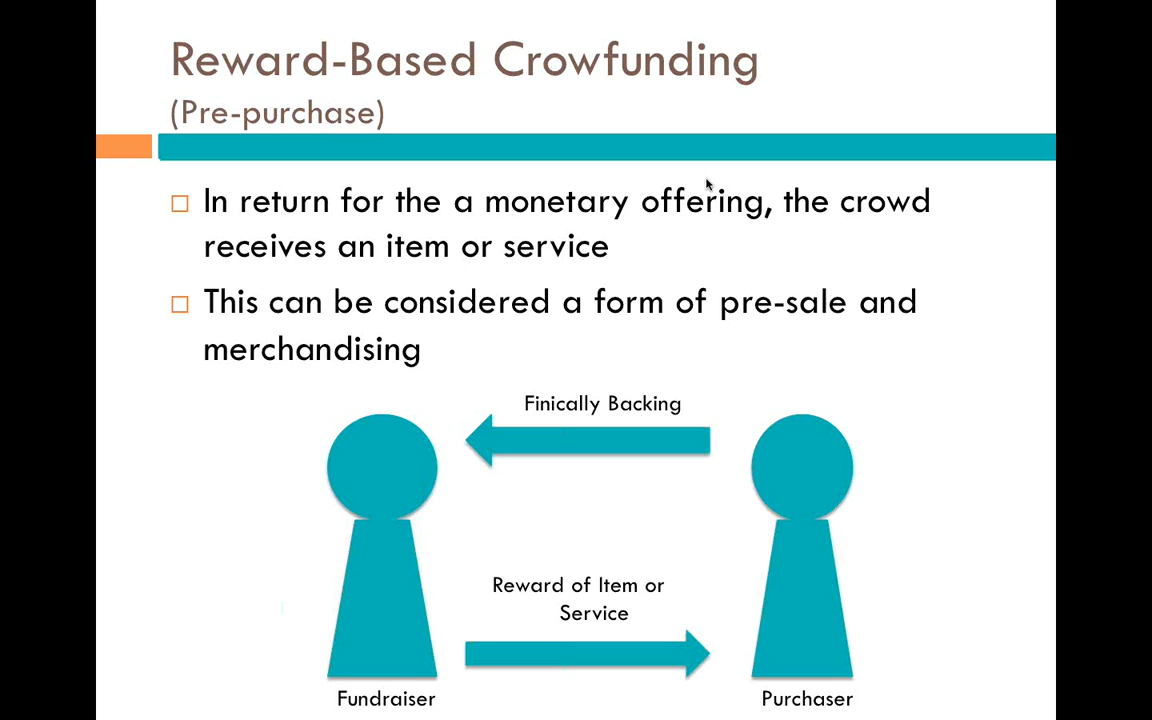 Reward-Based Crowfunding
(Pre-purchase)
In return for the a monetary offering, the crowd
receives an item or service
This can be considered a form of pre-sale and
merchandising
Finically Backing
Reward of Item or
Service
Fundraiser
Purchaser